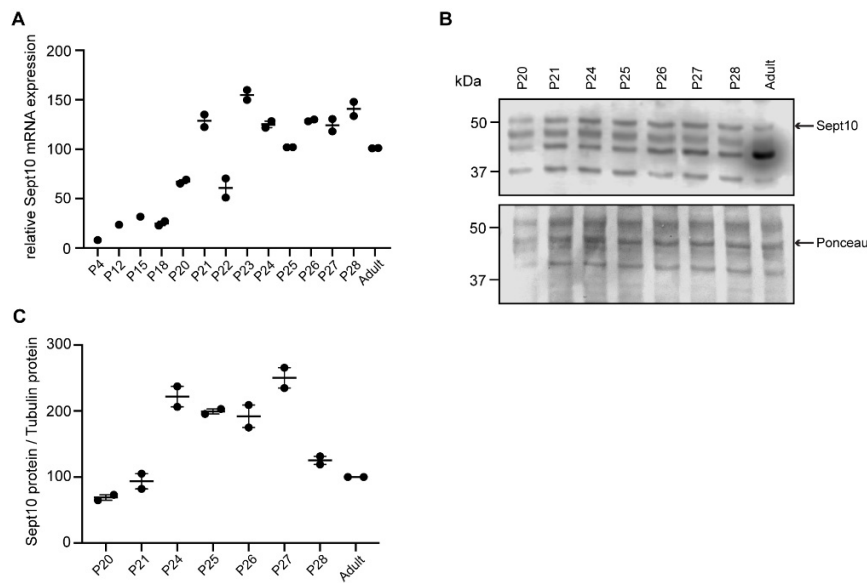 A
relative Sept10 mRNA expression
200
150
100
50
0
P4
P12
P15
P18
P20
P21
P22
P23
P24
P25
P26
P27
P28
Adult
B
kDa
P20
P21
P24
P25
P26
P27
P28
Adult
50
37
Sept10
50
37
Ponceau
C
Sept10 protein / Tubulin protein
300
200
100
0
P20
P21
P24
P25
P26
P27
P28
Adult